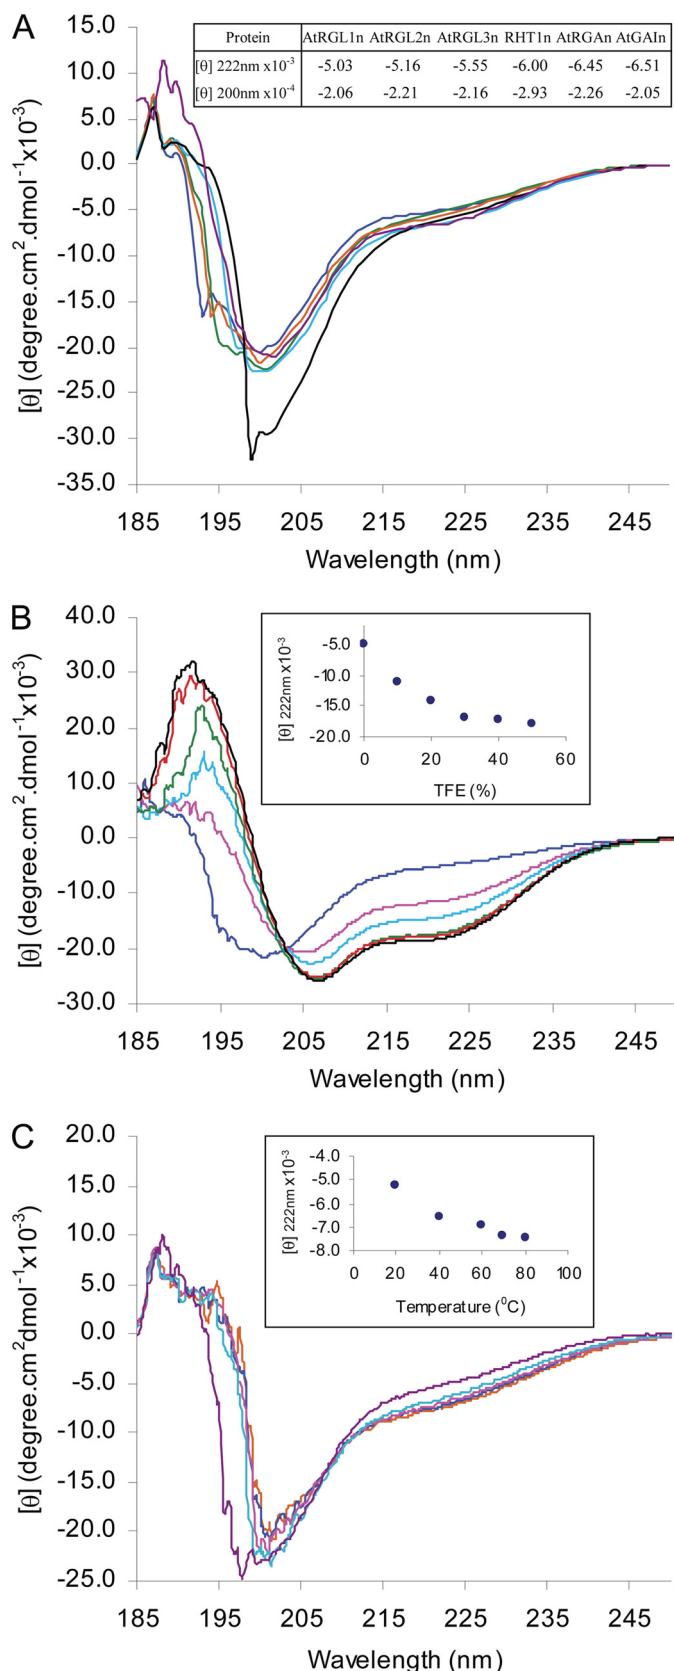 A
Protein AtRGL1n AtRGL2n AtRGL3n RHT1n AtRGAn AtGAIn
[θ] 222nm x10-3 -5.03 -5.16 -5.55 -6.00 -6.45 -6.51
[θ] 200nm x10-4 -2.06 -2.21 -2.16 -2.93 -2.26 -2.05
15.0
10.0
5.0
0.0
-5.0
-10.0
-15.0
-20.0
-25.0
-30.0
-35.0
[θ] (degree.cm2.dmol-1x10-3)
185 195 205 215 225 235 245
Wavelength (nm)
B
40.0
30.0
20.0
10.0
0.0
-10.0
-20.0
-30.0
[θ] (degree.cm2.dmol-1x10-3)
[θ] 222nm x10-3
-5.0
-10.0
-15.0
-20.0
0 20 40 60
TFE (%)
185 195 205 215 225 235 245
Wavelength (nm)
C
20.0
15.0
10.0
5.0
0.0
-5.0
-10.0
-15.0
-20.0
-25.0
[θ] (degree.cm2dmol-1x10-3)
[θ] 222nm x10-3
-4.0
-5.0
-6.0
-7.0
-8.0
0 20 40 60 80 100
Temperature (0C)
185 195 205 215 225 235 245
Wavelength (nm)